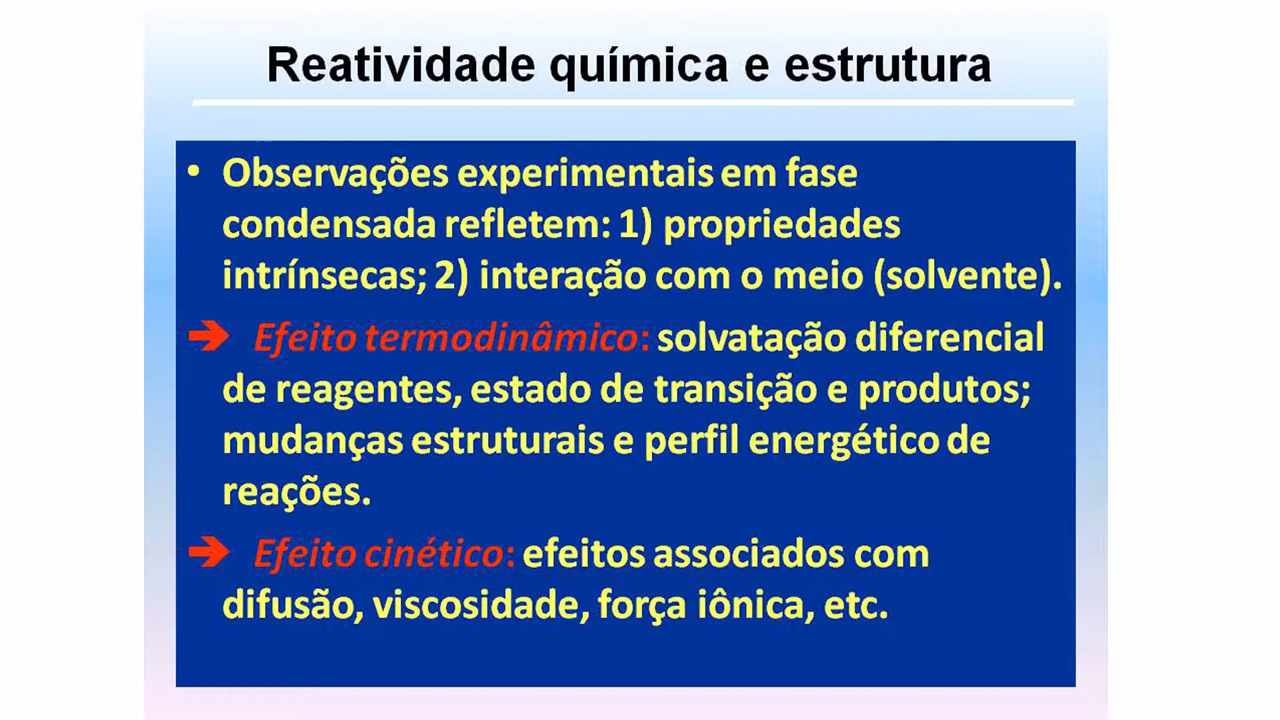 Reatividade química e estrutura
• Observações experimentais em fase
condensada refletem: 1) propriedades
intrínsecas; 2) interação com o meio (solvente).
➔ Efeito termodinâmico: solvatação diferencial
de reagentes, estado de transição e produtos;
mudanças estruturais e perfil energético de
reações.
➔ Efeito cinético: efeitos associados com
difusão, viscosidade, força iônica, etc.